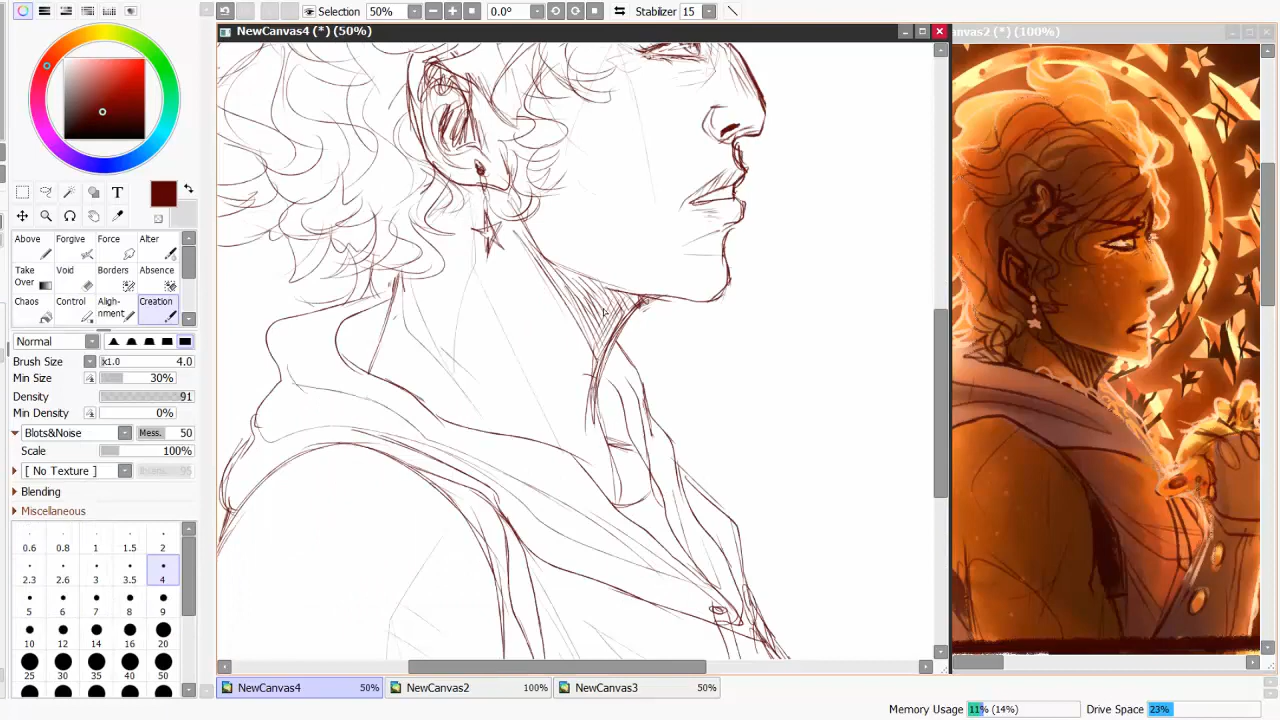 Selection 50% 0.0° Stabilizer 15
NewCanvas4 (*) (50%)
anvas2 (*) (100%)
T
Above Forgive Force Alter
Take Over Void Borders Absence
Chaos Control Align-nment Creation
Normal
Brush Size x1.0 4.0
Min Size 30%
Density 91
Min Density 0%
Blots&Noise Mess. 50
Scale 100%
[ No Texture ] 95
Blending
Miscellaneous
0.6 0.8 1 1.5 2
2.3 2.6 3 3.5 4
5 6 7 8 9
10 12 14 16 20
25 30 35 40 50
NewCanvas4 50% NewCanvas2 100% NewCanvas3 50%
Memory Usage 11% (14%) Drive Space 23%